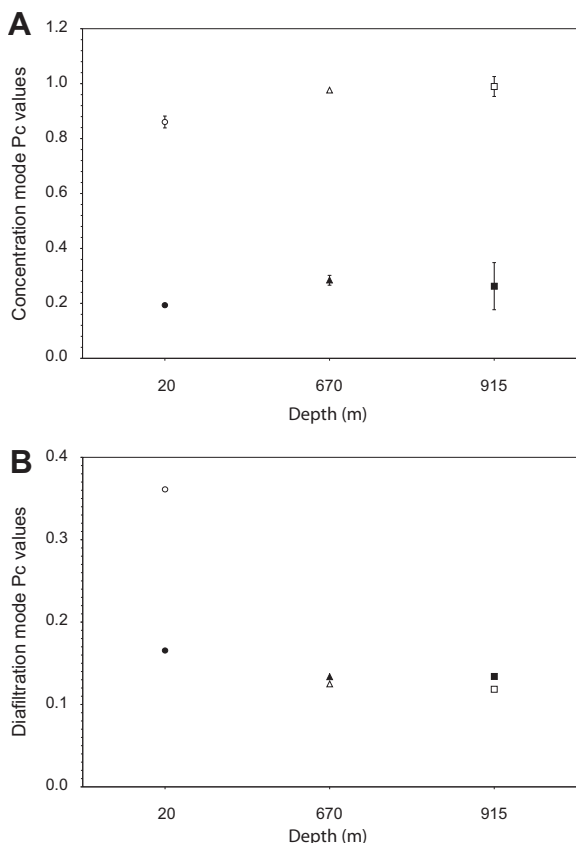 A
Concentration mode Pc values
1.2
1.0
0.8
0.6
0.4
0.2
0.0
20 670 915
Depth (m)
B
Diafiltration mode Pc values
0.4
0.3
0.2
0.1
0.0
20 670 915
Depth (m)